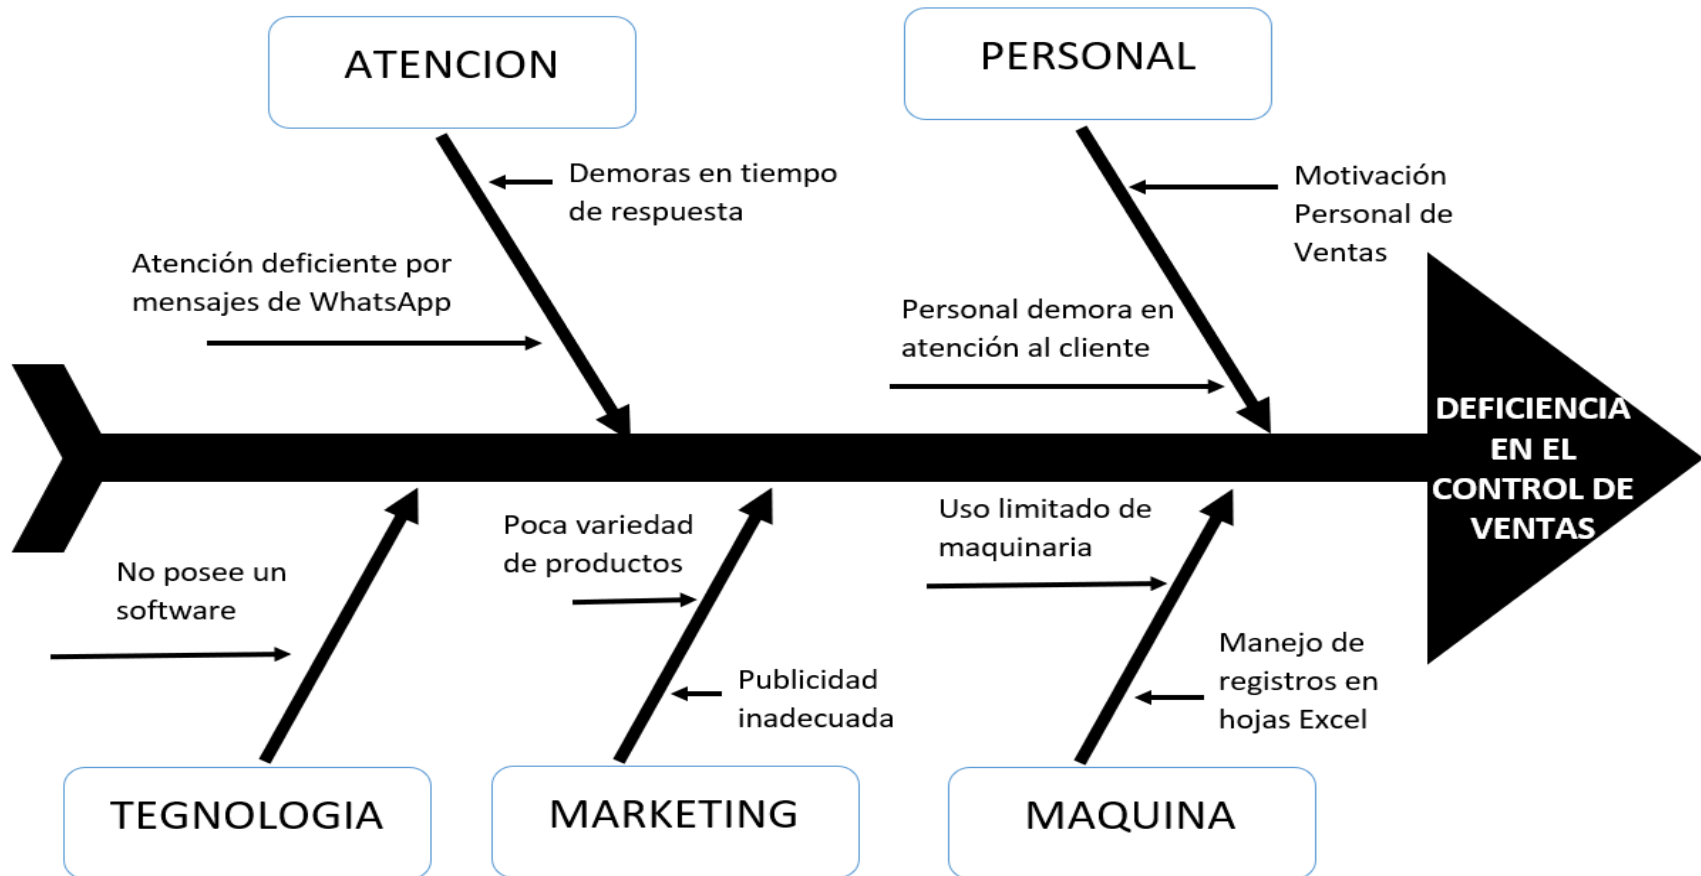 ATENCION
PERSONAL
Demoras en tiempo
de respuesta
Motivación
Personal de
Ventas
Atención deficiente por
mensajes de WhatsApp
Personal demora en
atención al cliente
DEFICIENCIA
EN EL
CONTROL DE
VENTAS
No posee un
software
Poca variedad
de productos
Uso limitado de
maquinaria
Publicidad
inadecuada
Manejo de
registros en
hojas Excel
TEGNOLOGIA
MARKETING
MAQUINA